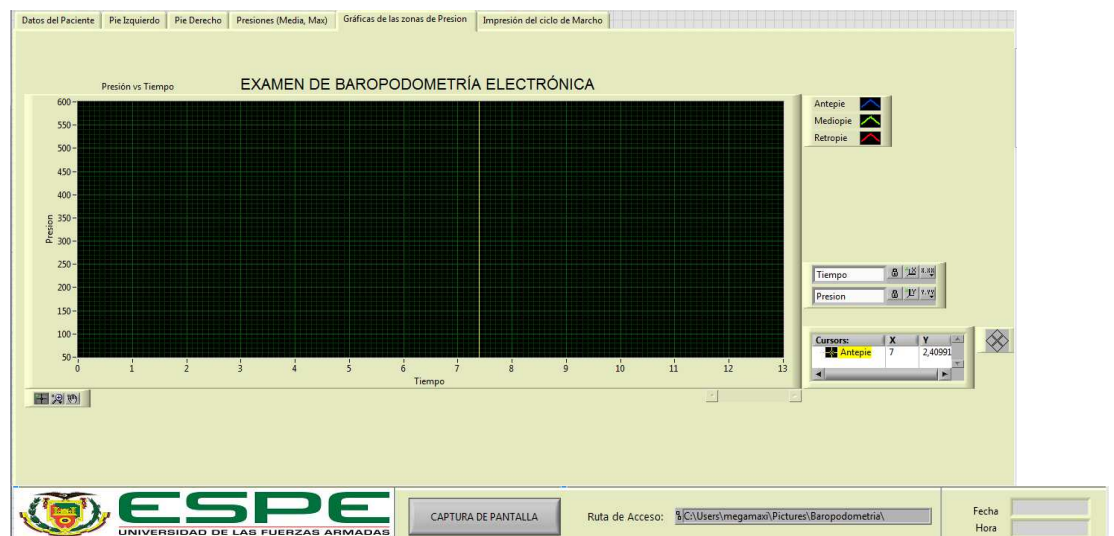 Datos del Paciente Pie Izquierdo Pie Derecho Presiones (Media, Max) Gráficas de las zonas de Presion Impresión del ciclo de Marcho
Presión vs Tiempo EXAMEN DE BAROPODOMETRÍA ELECTRÓNICA
600
550
500
450
400
350
300
250
200
150
100
50
Presion
0 1 2 3 4 5 6 7 8 9 10 11 12 13
Tiempo
Antepie
Mediopie
Retropie
Tiempo
Presion
Cursors: X Y
Antepie 7 2,40991
ESPE
UNIVERSIDAD DE LAS FUERZAS ARMADAS
CAPTURA DE PANTALLA
Ruta de Acceso: C:\Users\megamaxi\Pictures\Baropodometria\
Fecha
Hora